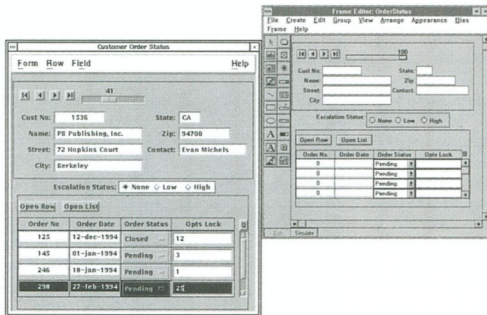 Customer Order Status
Form Row Field Help
41
Cust No: 1536 State: CA
Name: PB Publishing, Inc. Zip: 94708
Street: 72 Hopkins Court Contact: Evan Michels
City: Berkeley
Escalation Status: None Low High
Open Row Open List
Order No Order Date Order Status Opts Lock
125 12-dec-1994 Closed 12
145 01-jan-1994 Pending 3
246 18-jan-1994 Pending 1
298 27-feb-1994 Pending 25
Frame Editor: OrderStatus
File Create Edit Group View Arrange Appearance Bias
Frame Help
100
Cust No: State:
Name: Zip:
Street: Contact:
City:
Escalation Status None Low High
Open Row Open List
Order No Order Date Order Status Opts Lock
0 Pending
0 Pending
0 Pending
0 Pending